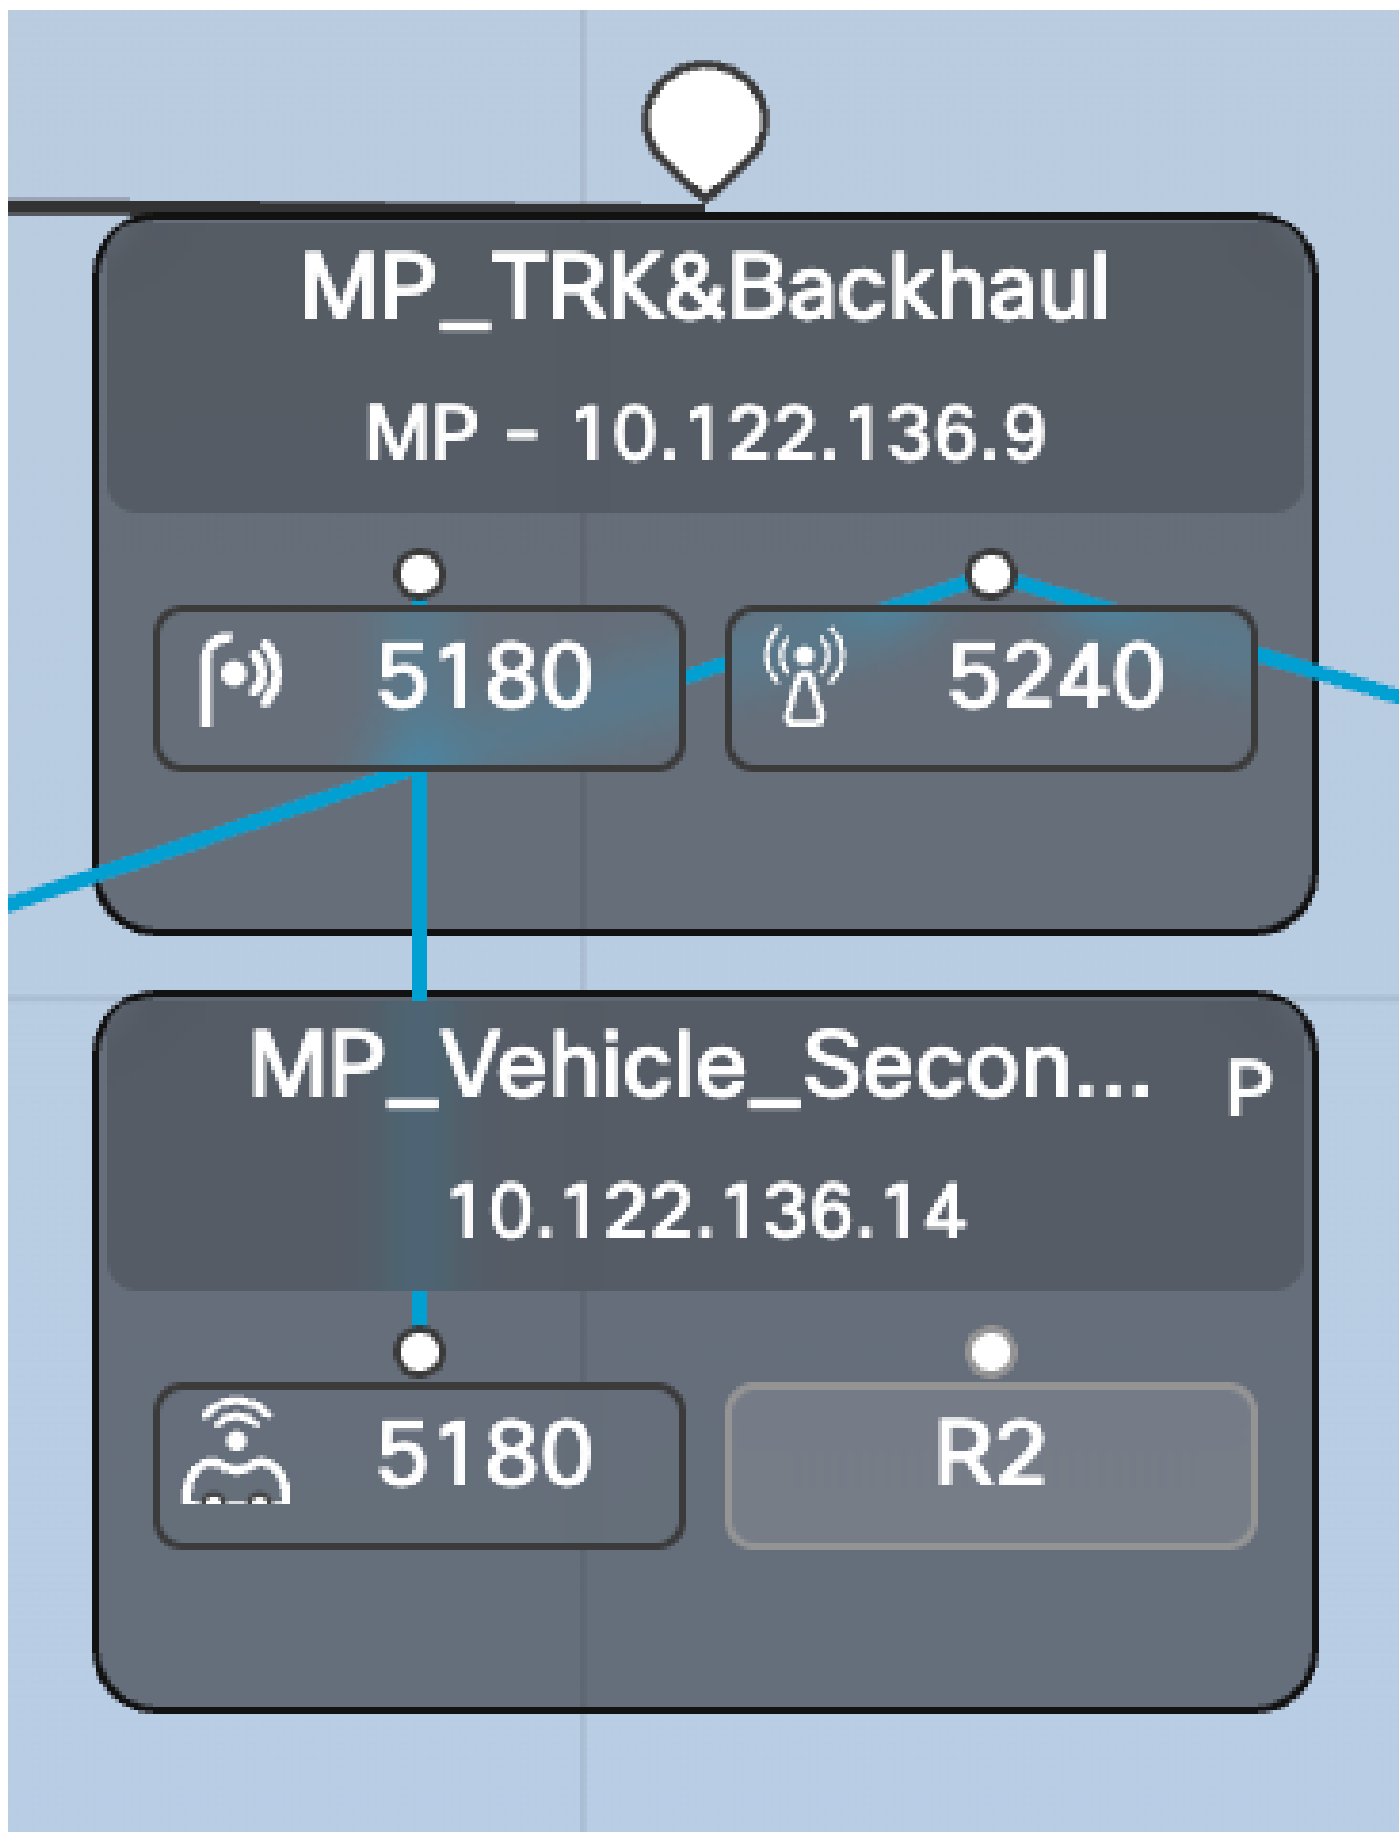 MP_TRK&Backhaul
MP - 10.122.136.9
5180 5240
MP_Vehicle_Secon... P
10.122.136.14
5180 R2